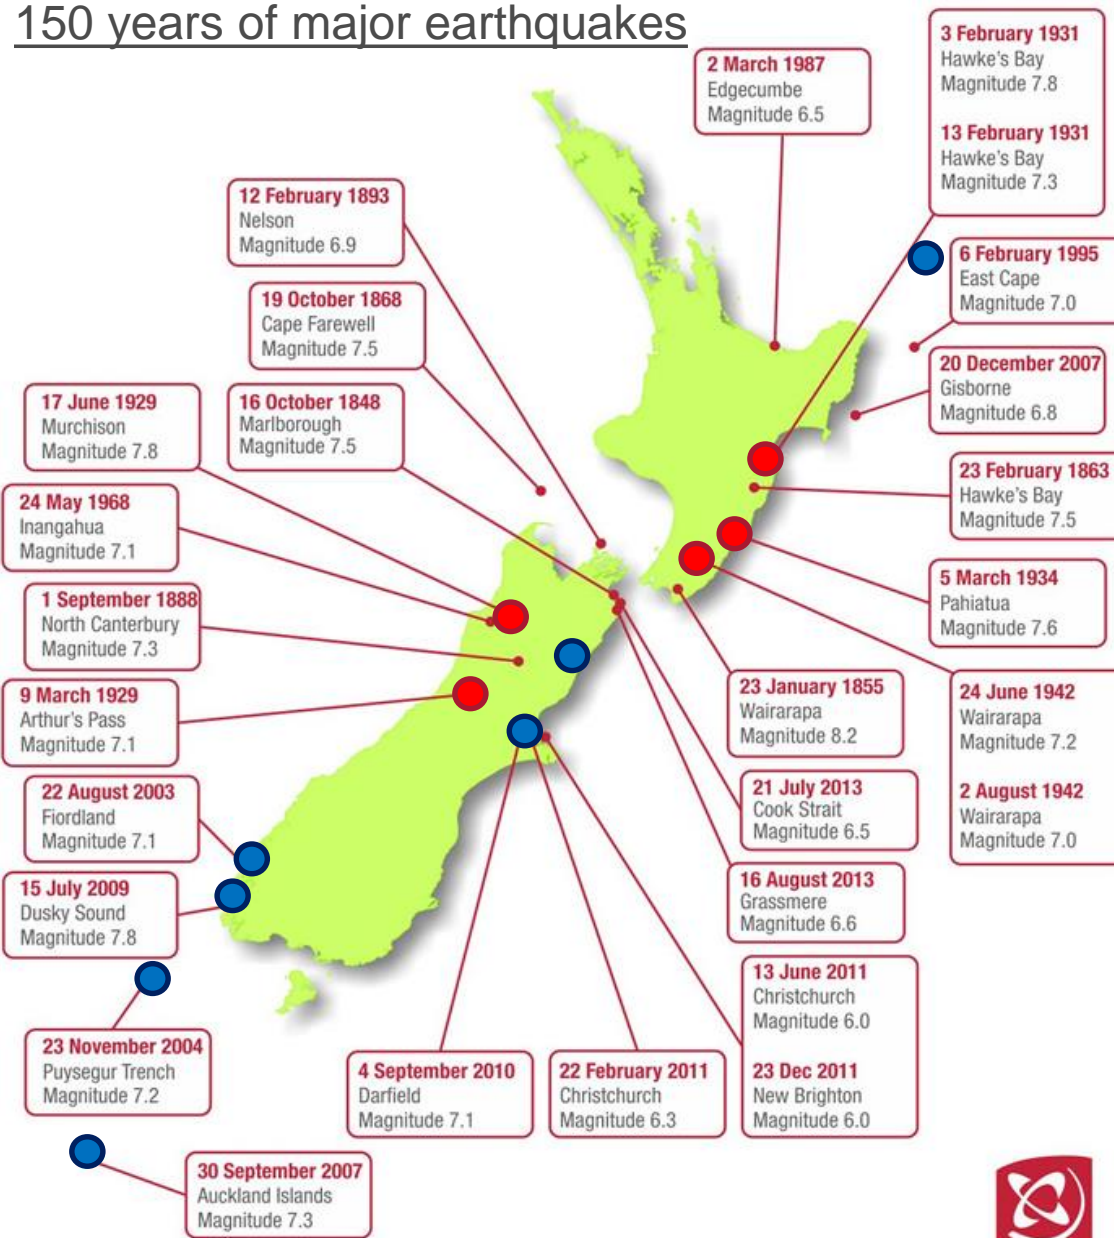 150 years of major earthquakes
3 February 1931
Hawke's Bay
Magnitude 7.8
13 February 1931
Hawke's Bay
Magnitude 7.3
2 March 1987
Edgecumbe
Magnitude 6.5
12 February 1893
Nelson
Magnitude 6.9
6 February 1995
East Cape
Magnitude 7.0
19 October 1868
Cape Farewell
Magnitude 7.5
20 December 2007
Gisborne
Magnitude 6.8
17 June 1929
Murchison
Magnitude 7.8
16 October 1848
Marlborough
Magnitude 7.5
23 February 1863
Hawke's Bay
Magnitude 7.5
24 May 1968
Inangahua
Magnitude 7.1
5 March 1934
Pahiatua
Magnitude 7.6
1 September 1888
North Canterbury
Magnitude 7.3
9 March 1929
Arthur's Pass
Magnitude 7.1
23 January 1855
Wairarapa
Magnitude 8.2
24 June 1942
Wairarapa
Magnitude 7.2
2 August 1942
Wairarapa
Magnitude 7.0
22 August 2003
Fiordland
Magnitude 7.1
21 July 2013
Cook Strait
Magnitude 6.5
15 July 2009
Dusky Sound
Magnitude 7.8
16 August 2013
Grassmere
Magnitude 6.6
13 June 2011
Christchurch
Magnitude 6.0
23 Dec 2011
New Brighton
Magnitude 6.0
23 November 2004
Puysegur Trench
Magnitude 7.2
4 September 2010
Darfield
Magnitude 7.1
22 February 2011
Christchurch
Magnitude 6.3
30 September 2007
Auckland Islands
Magnitude 7.3